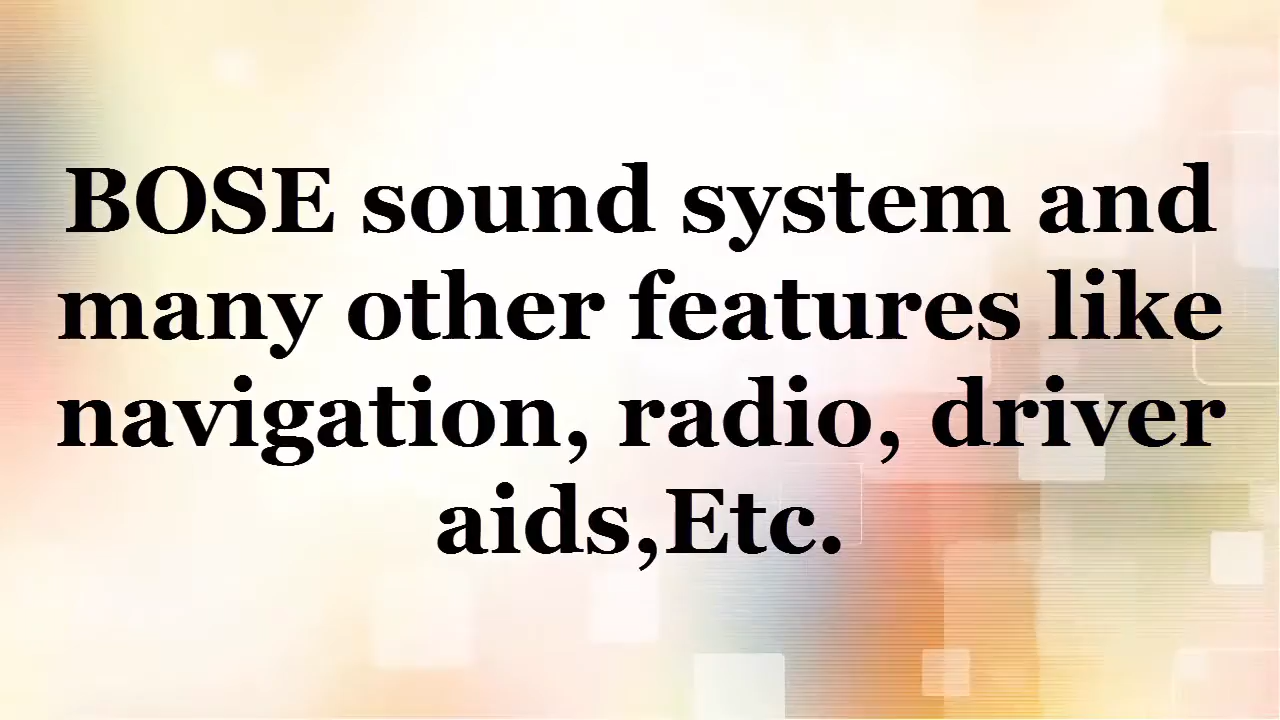 BOSE sound system and
many other features like
navigation, radio, driver
aids,Etc.